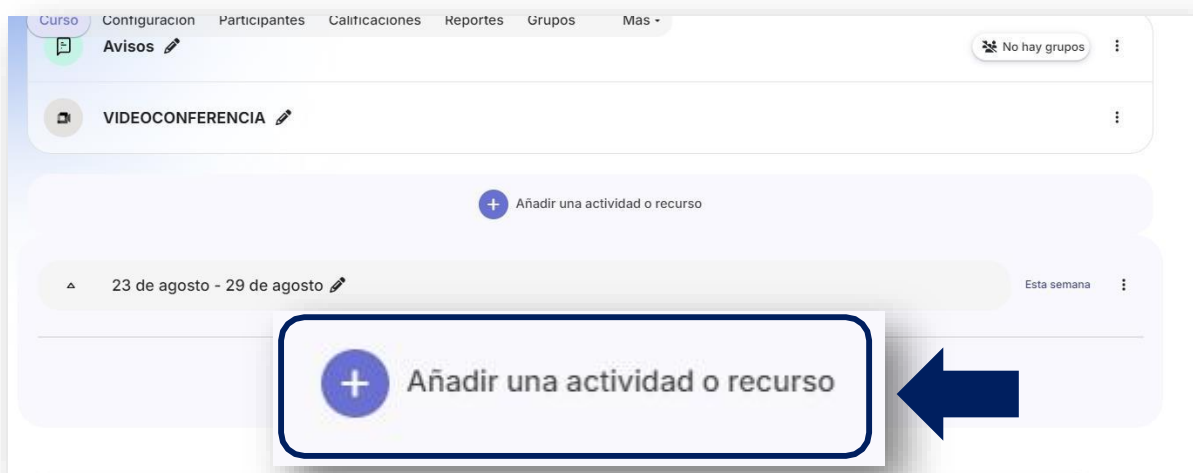 Curso Configuración Participantes Calificaciones Reportes Grupos Más
Avisos
No hay grupos
VIDEOCONFERENCIA
Añadir una actividad o recurso
23 de agosto - 29 de agosto
Esta semana
Añadir una actividad o recurso